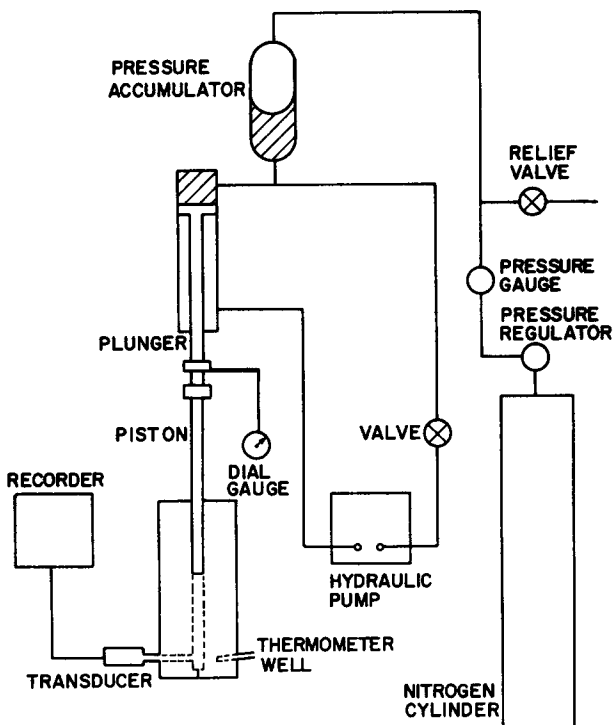 PRESSURE
ACCUMULATOR
RELIEF
VALVE
PRESSURE
GAUGE
PRESSURE
REGULATOR
PLUNGER
PISTON
DIAL
GAUGE
VALVE
RECORDER
HYDRAULIC
PUMP
THERMOMETER
WELL
TRANSDUCER
NITROGEN
CYLINDER